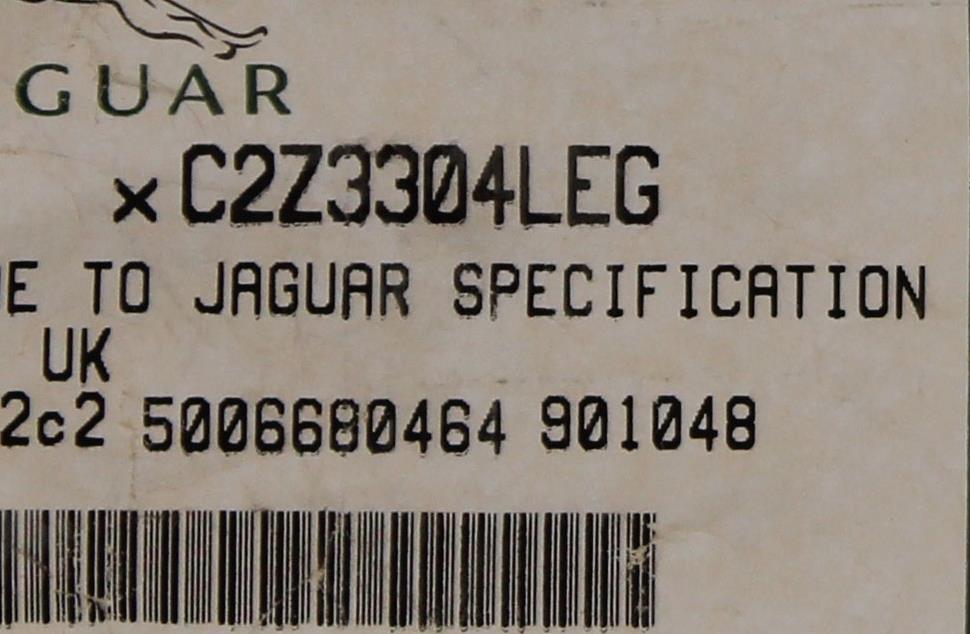 GUAR
x C2Z3304LEG
E TO JAGUAR SPECIFICATION
UK
2c2 5006680464 901048